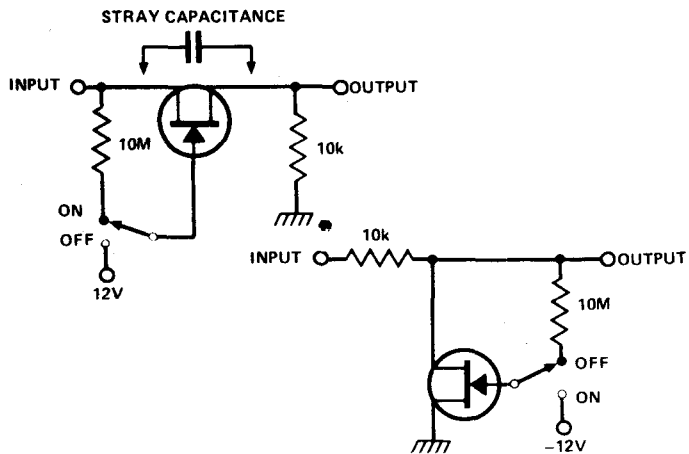 STRAY CAPACITANCE
INPUT
OUTPUT
10M
10k
ON
OFF
12V
INPUT
10k
OUTPUT
10M
OFF
ON
–12V